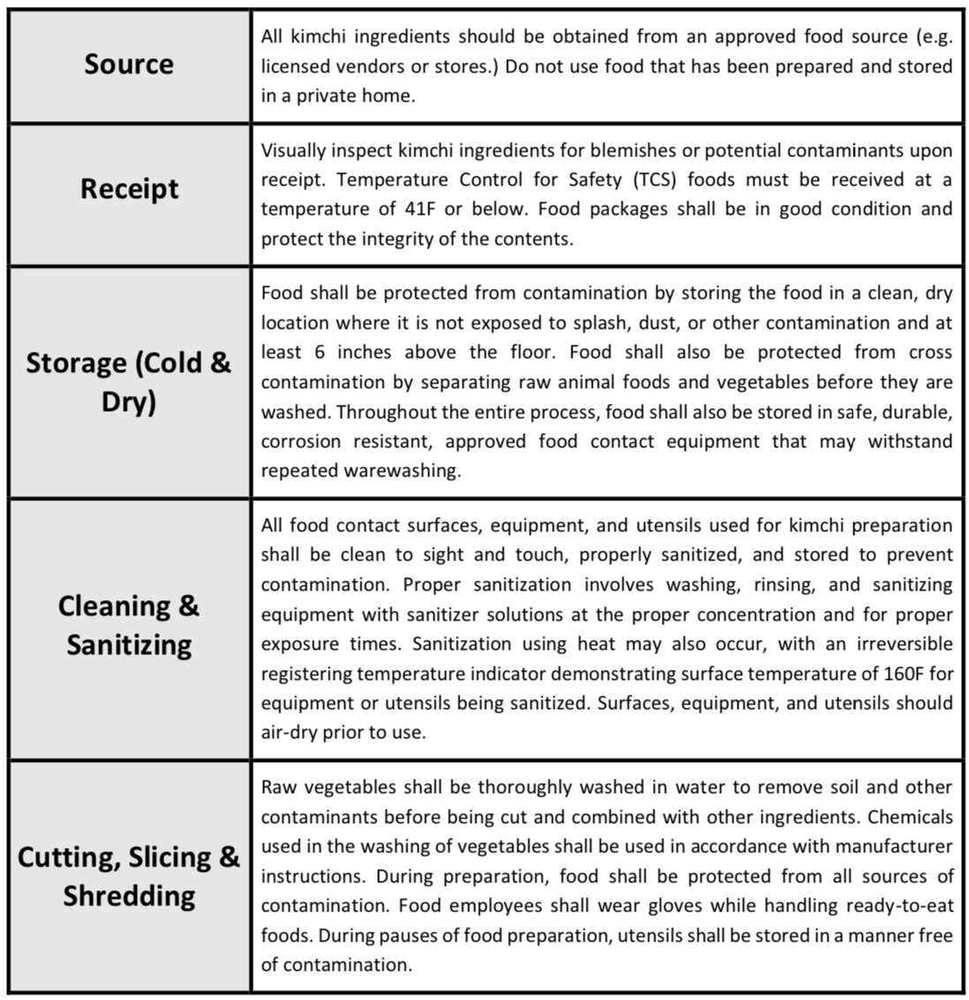 Source
All kimchi ingredients should be obtained from an approved food source (e.g.
licensed vendors or stores.) Do not use food that has been prepared and stored
in a private home.
Receipt
Visually inspect kimchi ingredients for blemishes or potential contaminants upon
receipt. Temperature Control for Safety (TCS) foods must be received at a
temperature of 41F or below. Food packages shall be in good condition and
protect the integrity of the contents.
Storage (Cold &
Dry)
Food shall be protected from contamination by storing the food in a clean, dry
location where it is not exposed to splash, dust, or other contamination and at
least 6 inches above the floor. Food shall also be protected from cross
contamination by separating raw animal foods and vegetables before they are
washed. Throughout the entire process, food shall also be stored in safe, durable,
corrosion resistant, approved food contact equipment that may withstand
repeated warewashing.
Cleaning &
Sanitizing
All food contact surfaces, equipment, and utensils used for kimchi preparation
shall be clean to sight and touch, properly sanitized, and stored to prevent
contamination. Proper sanitization involves washing, rinsing, and sanitizing
equipment with sanitizer solutions at the proper concentration and for proper
exposure times. Sanitization using heat may also occur, with an irreversible
registering temperature indicator demonstrating surface temperature of 160F for
equipment or utensils being sanitized. Surfaces, equipment, and utensils should
air-dry prior to use.
Cutting, Slicing &
Shredding
Raw vegetables shall be thoroughly washed in water to remove soil and other
contaminants before being cut and combined with other ingredients. Chemicals
used in the washing of vegetables shall be used in accordance with manufacturer
instructions. During preparation, food shall be protected from all sources of
contamination. Food employees shall wear gloves while handling ready-to-eat
foods. During pauses of food preparation, utensils shall be stored in a manner free
of contamination.